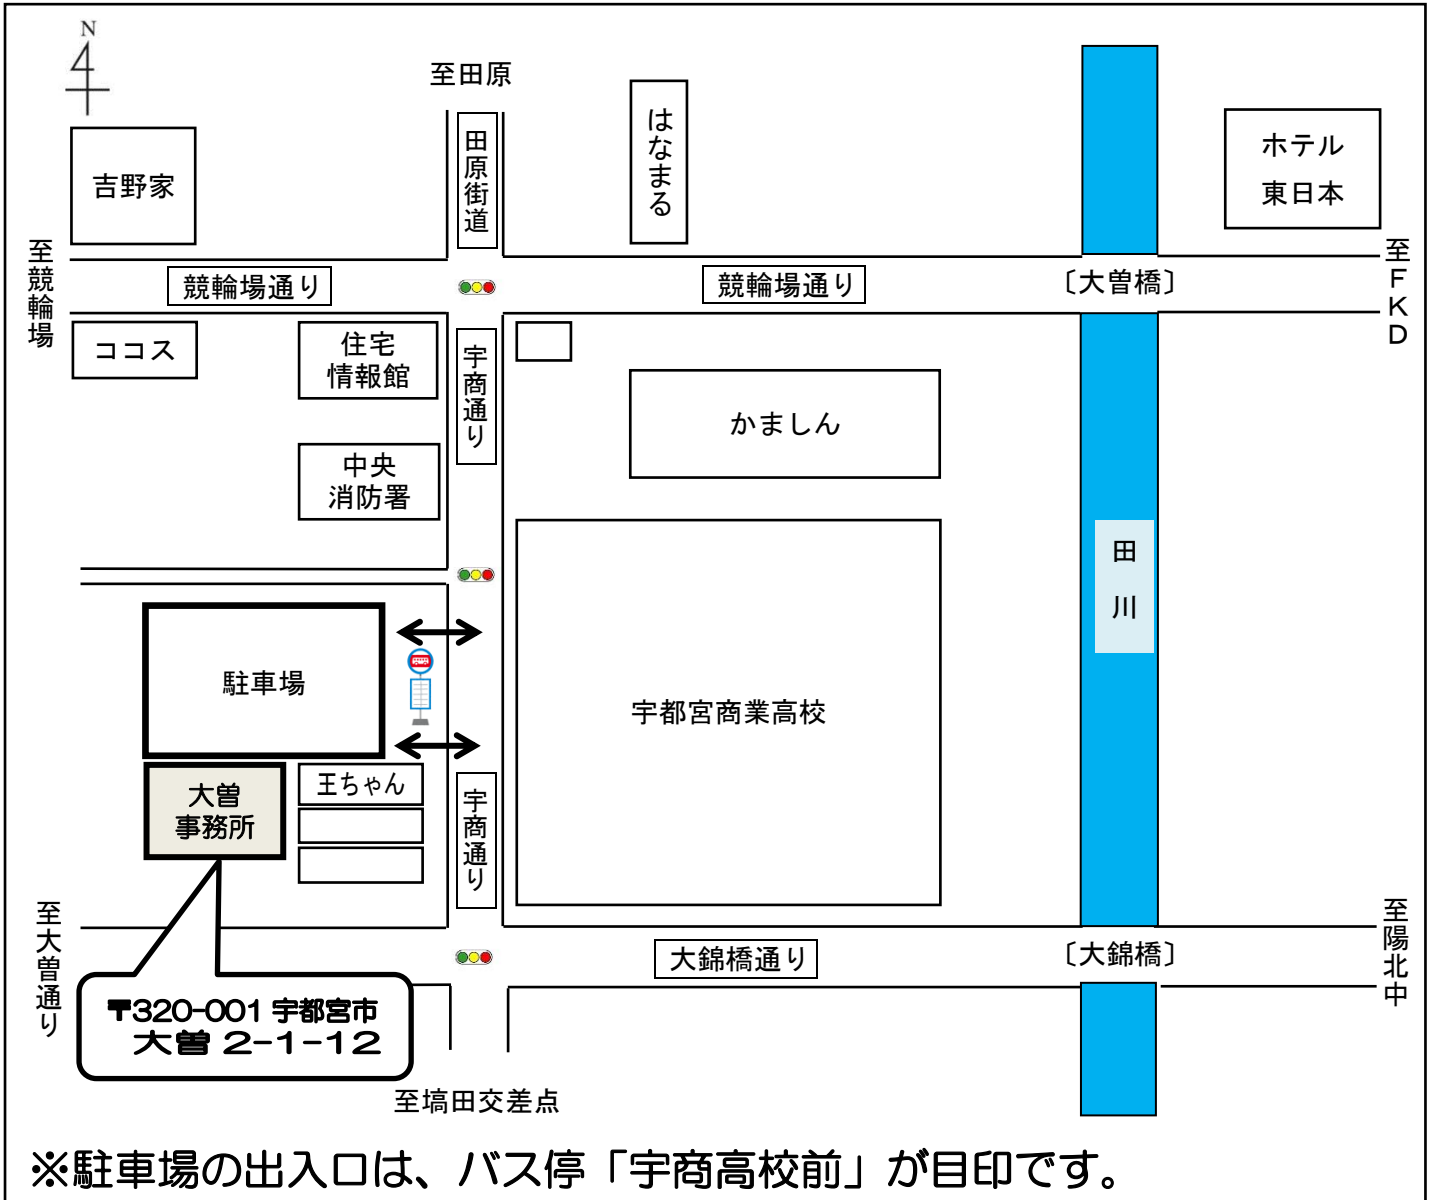 N
至田原
田原街道
はなまる
ホテル
東日本
吉野家
至競輪場
競輪場通り
競輪場通り
〔大曽橋〕
至FKD
ココス
住宅
情報館
宇商通り
かましん
中央
消防署
田川
駐車場
宇都宮商業高校
王ちゃん
大曽
事務所
宇商通り
至大曽通り
大錦橋通り
〔大錦橋〕
至陽北中
〒320-001 宇都宮市
大曽 2-1-12
至塙田交差点
※駐車場の出入口は、バス停「宇商高校前」が目印です。